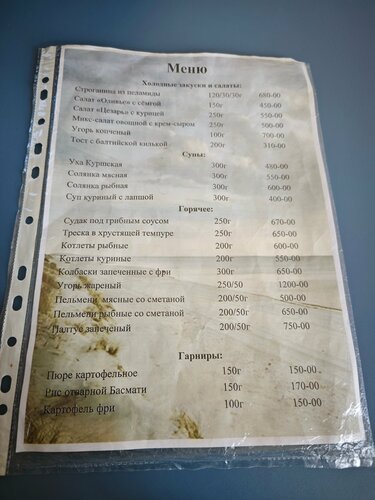 Меню
Холодные закуски и салаты:
Строганина из пеламиды 120/30/30г 680-00
Салат «Оливье» с сёмгой 150г 450-00
Салат «Цезарь» с курицей 250г 550-00
Микс-салат овощной с крем-сыром 250г 500-00
Угорь копченый 100г 700-00
Тост с балтийской килькой 200г 310-00
Супы:
Уха Куршская 300г 480-00
Солянка мясная 300г 550-00
Солянка рыбная 300г 600-00
Суп куриный с лапшой 300г 400-00
Горячее:
Судак под грибным соусом 250г 670-00
Треска в хрустящей темпуре 250г 650-00
Котлеты рыбные 200г 600-00
Котлеты куриные 200г 550-00
Колбаски запеченные с фри 300г 650-00
Угорь жареный 250/50 1200-00
Пельмени мясные со сметаной 200/50г 500-00
Пельмени рыбные со сметаной 200/50г 650-00
Палтус запечёный 200/50г 750-00
Гарниры:
Пюре картофельное 150г 150-00
Рис отварной Басмати 150г 170-00
Картофель фри 100г 150-00